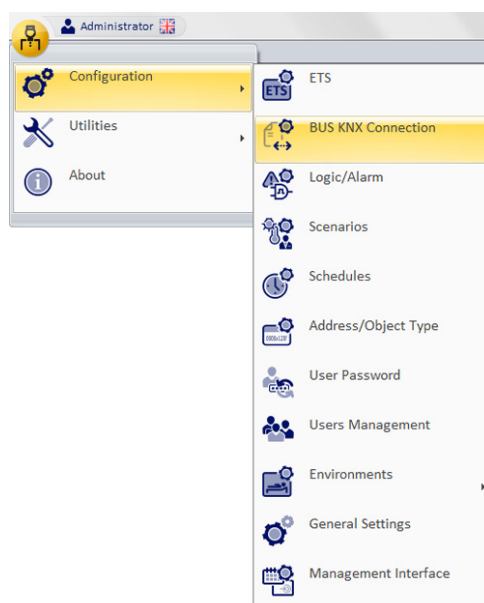 Administrator
Configuration
Utilities
About
ETS
ETS
BUS KNX Connection
Logic/Alarm
Scenarios
Schedules
Address/Object Type
User Password
Users Management
Environments
General Settings
Management Interface